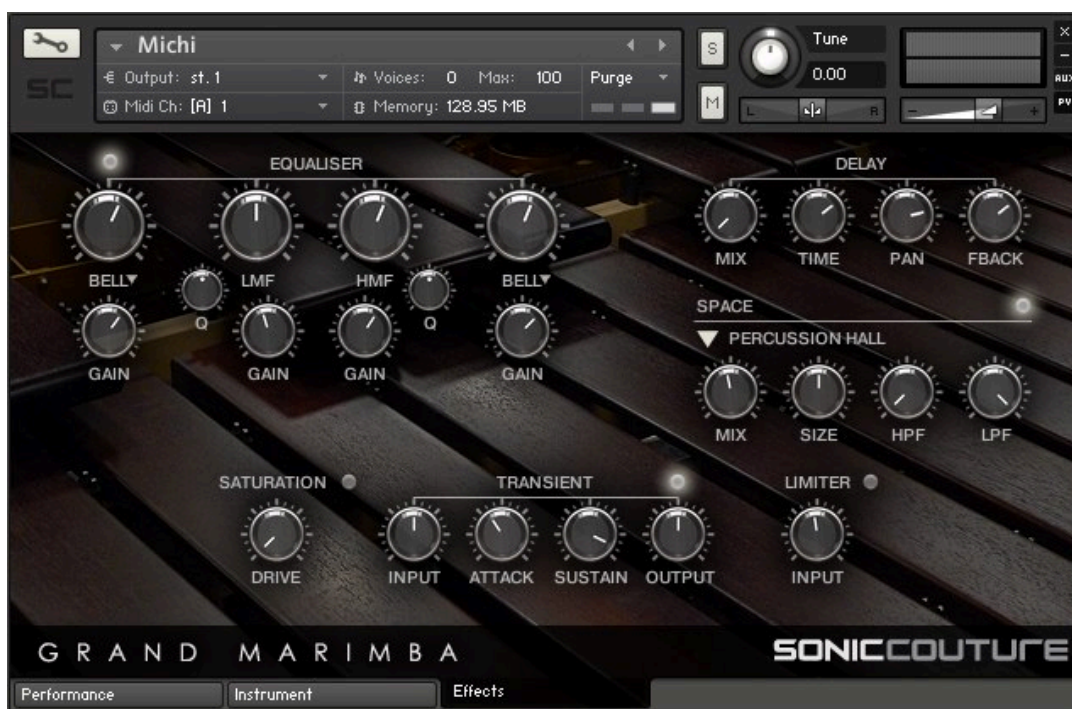 Michi
Output: st.1
Voices: 0 Max: 100
Purge
Midi Ch: [A] 1
Memory: 128.95 MB
S
M
Tune
0.00
L
R
-
+
×
-
AUX
PV
SC
EQUALISER
BELL
LMF
HMF
BELL
Q
Q
GAIN
GAIN
GAIN
GAIN
DELAY
MIX
TIME
PAN
FBACK
SPACE
PERCUSSION HALL
MIX
SIZE
HPF
LPF
SATURATION
DRIVE
TRANSIENT
INPUT
ATTACK
SUSTAIN
OUTPUT
LIMITER
INPUT
GRAND MARIMBA
SONICCOUTURE
Performance
Instrument
Effects